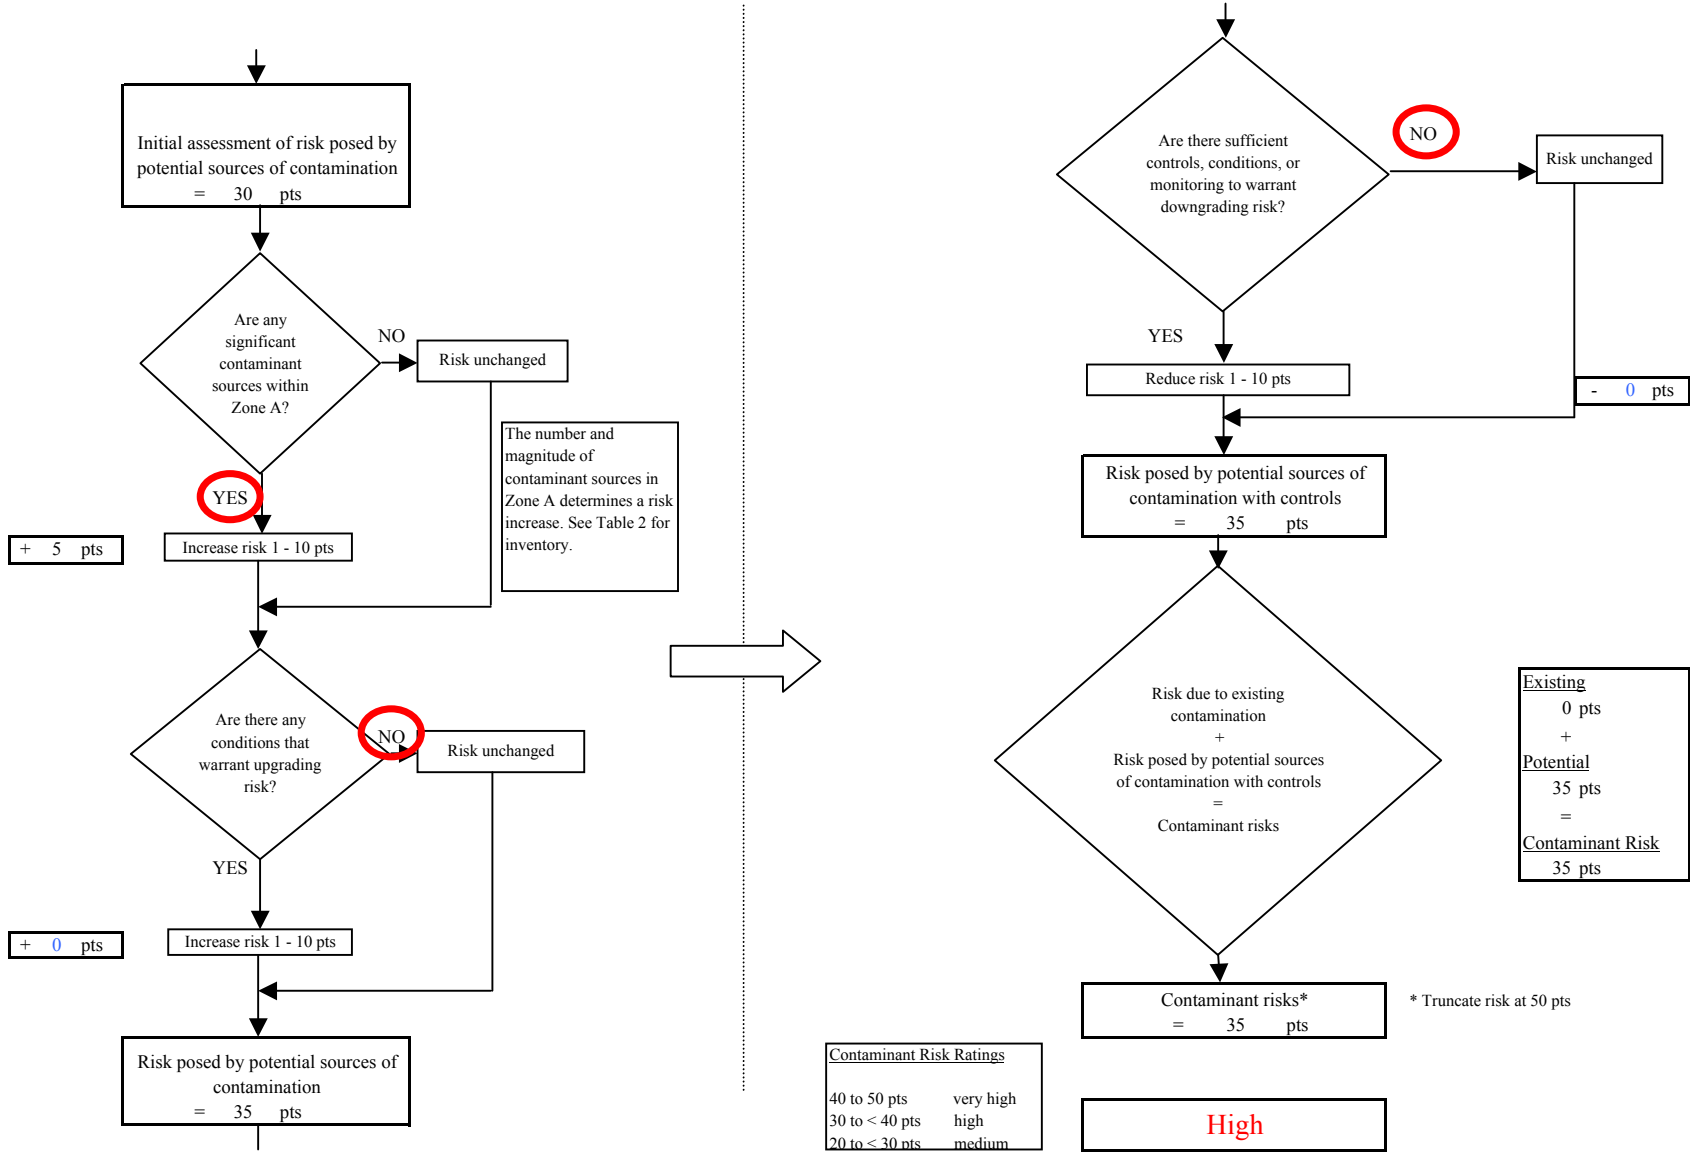 Initial assessment of risk posed by
potential sources of contamination
= 30 pts
Are any
significant
contaminant
sources within
Zone A?
NO
Risk unchanged
The number and
magnitude of
contaminant sources in
Zone A determines a risk
increase. See Table 2 for
inventory.
YES
+ 5 pts
Increase risk 1 - 10 pts
Are there any
conditions that
warrant upgrading
risk?
NO
Risk unchanged
YES
+ 0 pts
Increase risk 1 - 10 pts
Risk posed by potential sources of
contamination
= 35 pts
Are there sufficient
controls, conditions, or
monitoring to warrant
downgrading risk?
NO
Risk unchanged
YES
Reduce risk 1 - 10 pts
- 0 pts
Risk posed by potential sources of
contamination with controls
= 35 pts
Risk due to existing
contamination
+
Risk posed by potential sources
of contamination with controls
=
Contaminant risks
Existing
0 pts
+
Potential
35 pts
=
Contaminant Risk
35 pts
Contaminant risks*
= 35 pts
* Truncate risk at 50 pts
Contaminant Risk Ratings
40 to 50 pts very high
30 to < 40 pts high
20 to < 30 pts medium
High